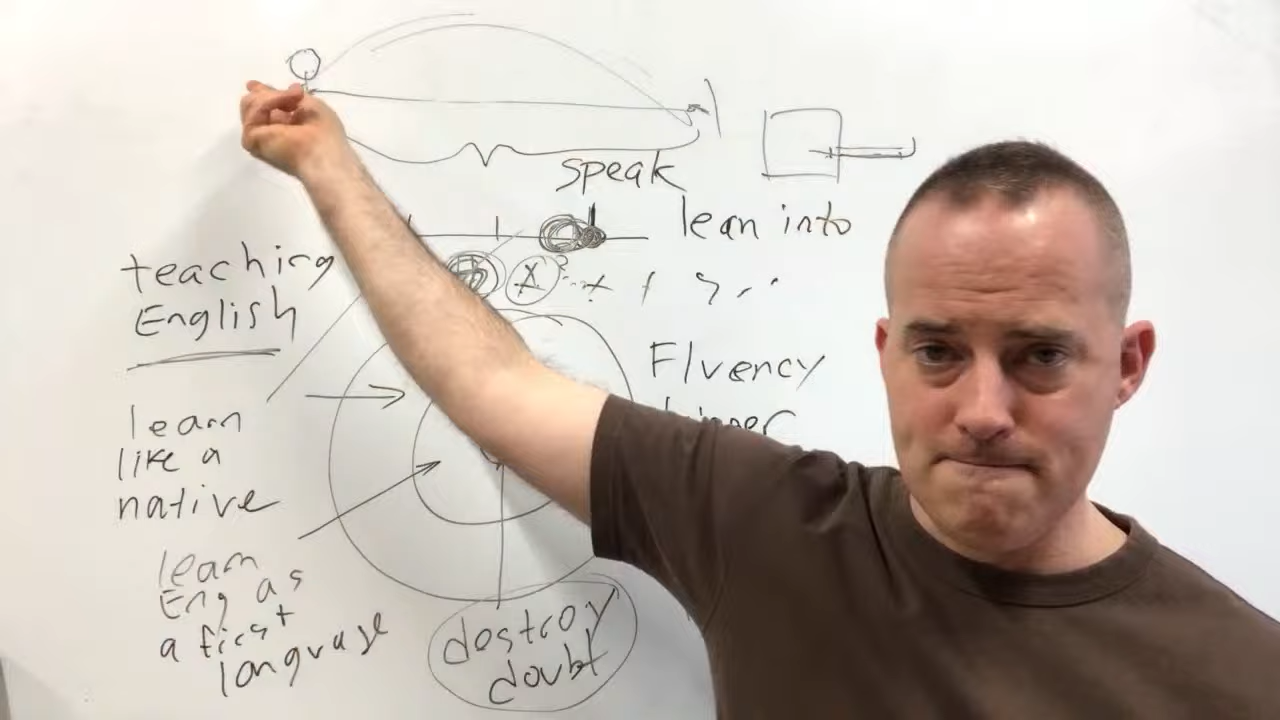 speak
lean into
teaching
English
Fluency
learn
like a
native
learn
Eng as
a first
language
destroy
doubt